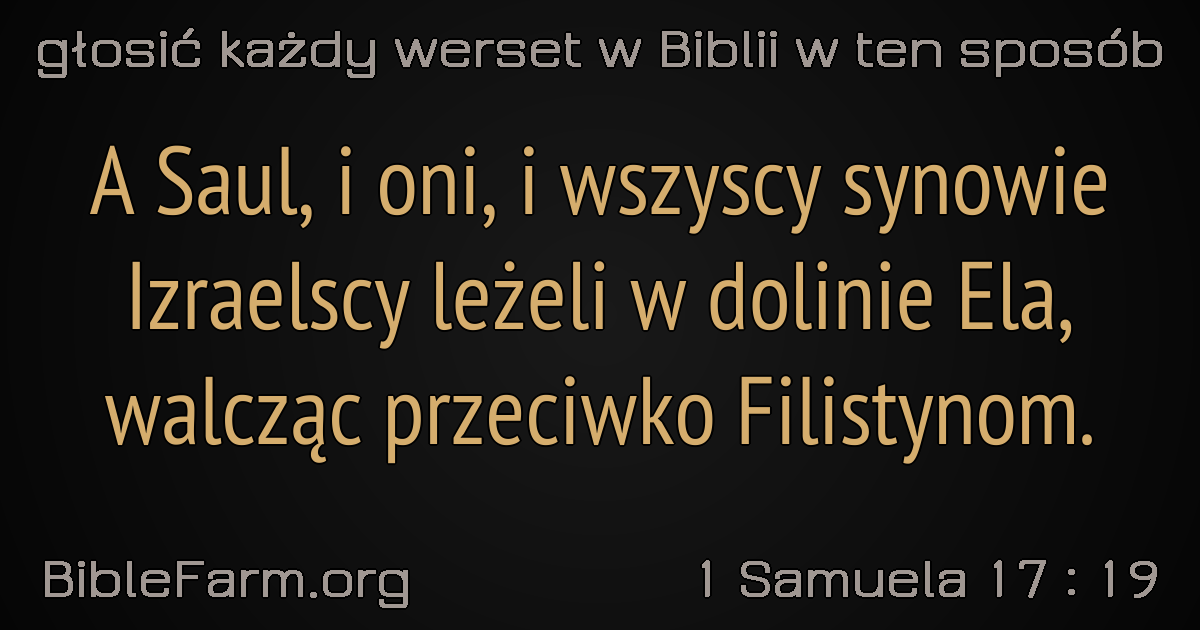 głosić każdy werset w Biblii w ten sposób
A Saul, i oni, i wszyscy synowie
Izraelscy leżeli w dolinie Ela,
walcząc przeciwko Filistynom.
BibleFarm.org
1 Samuela 17 : 19